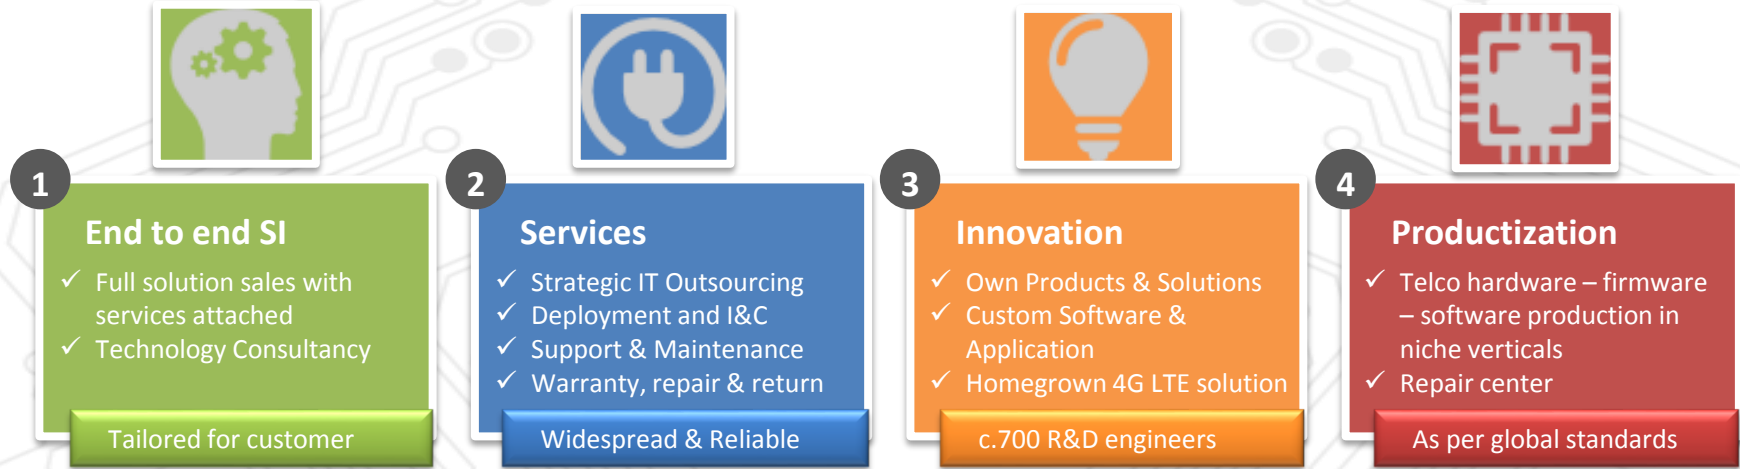 1
End to end SI
✓ Full solution sales with
services attached
✓ Technology Consultancy
Tailored for customer
2
Services
✓ Strategic IT Outsourcing
✓ Deployment and I&C
✓ Support & Maintenance
✓ Warranty, repair & return
Widespread & Reliable
3
Innovation
✓ Own Products & Solutions
✓ Custom Software &
Application
✓ Homegrown 4G LTE solution
c.700 R&D engineers
4
Productization
✓ Telco hardware – firmware
– software production in
niche verticals
✓ Repair center
As per global standards